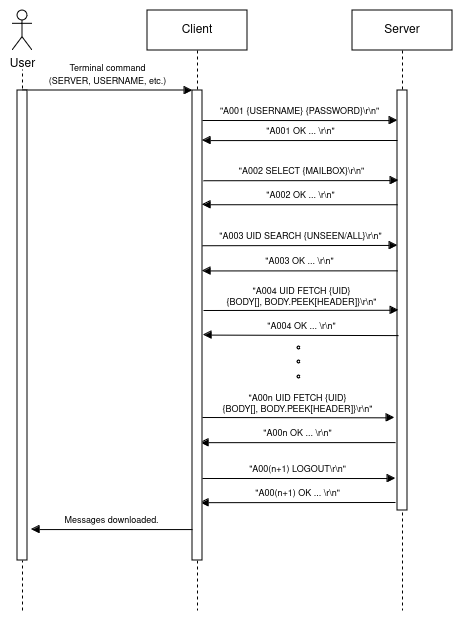 Client
Server
User
Terminal command
(SERVER, USERNAME, etc.)
"A001 {USERNAME} {PASSWORD}\r\n"
"A001 OK ... \r\n"
"A002 SELECT {MAILBOX}\r\n"
"A002 OK ... \r\n"
"A003 UID SEARCH {UNSEEN/ALL}\r\n"
"A003 OK ... \r\n"
"A004 UID FETCH {UID}
{BODY[], BODY.PEEK[HEADER]}\r\n"
"A004 OK ... \r\n"
"A00n UID FETCH {UID}
{BODY[], BODY.PEEK[HEADER]}\r\n"
"A00n OK ... \r\n"
"A00(n+1) LOGOUT\r\n"
"A00(n+1) OK ... \r\n"
Messages downloaded.